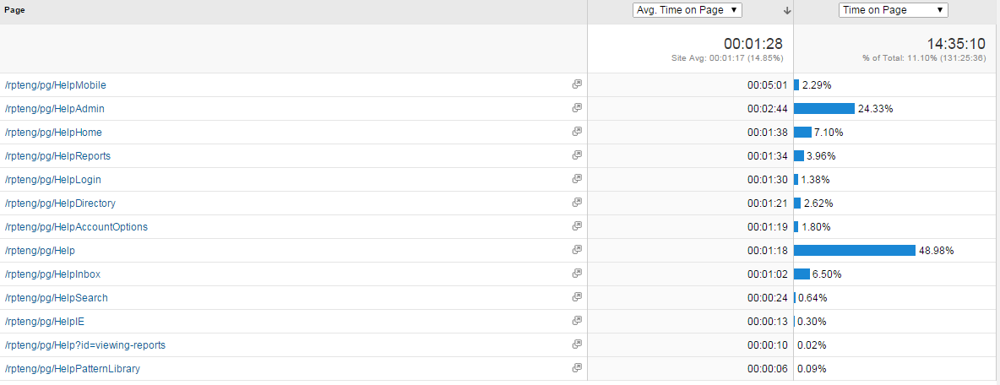 Page Avg. Time on Page Time on Page
00:01:28 14:35:10
Site Avg: 00:01:17 (14.85%) % of Total: 11.10% (131:25:36)
/rpteng/pg/HelpMobile 00:05:01 2.29%
/rpteng/pg/HelpAdmin 00:02:44 24.33%
/rpteng/pg/HelpHome 00:01:38 7.10%
/rpteng/pg/HelpReports 00:01:34 3.96%
/rpteng/pg/HelpLogin 00:01:30 1.38%
/rpteng/pg/HelpDirectory 00:01:21 2.62%
/rpteng/pg/HelpAccountOptions 00:01:19 1.80%
/rpteng/pg/Help 00:01:18 48.98%
/rpteng/pg/HelpInbox 00:01:02 6.50%
/rpteng/pg/HelpSearch 00:00:24 0.64%
/rpteng/pg/HelpIE 00:00:13 0.30%
/rpteng/pg/Help?id=viewing-reports 00:00:10 0.02%
/rpteng/pg/HelpPatternLibrary 00:00:06 0.09%